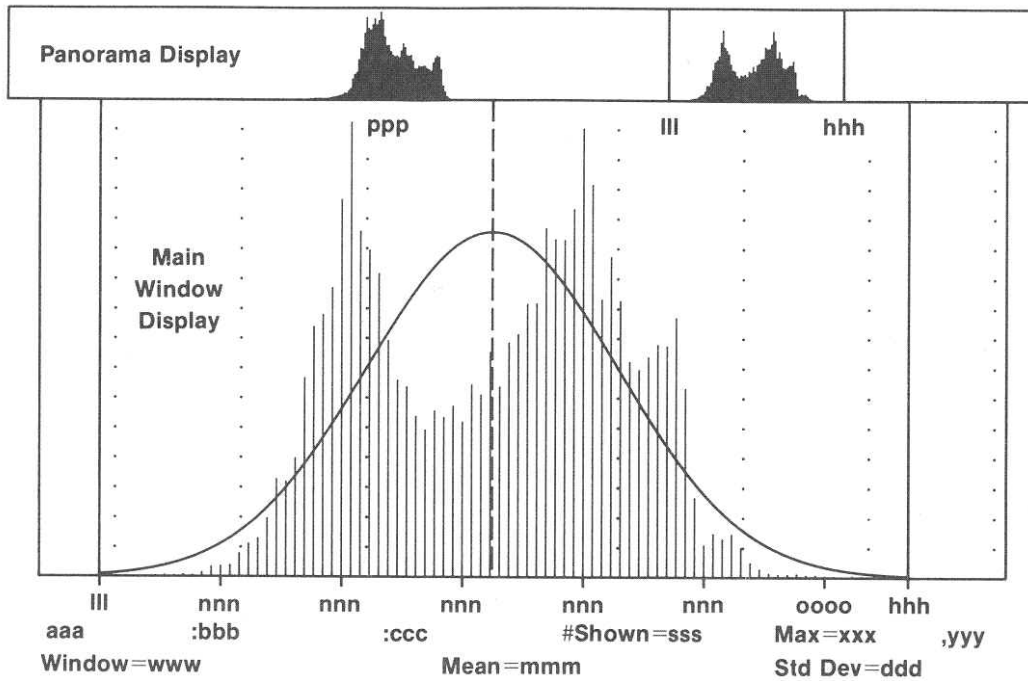 Panorama Display
ppp lll hhh
Main
Window
Display
lll nnn nnn nnn nnn nnn oooo hhh
aaa :bbb :ccc #Shown=sss Max=xxx ,yyy
Window=www Mean=mmm Std Dev=ddd